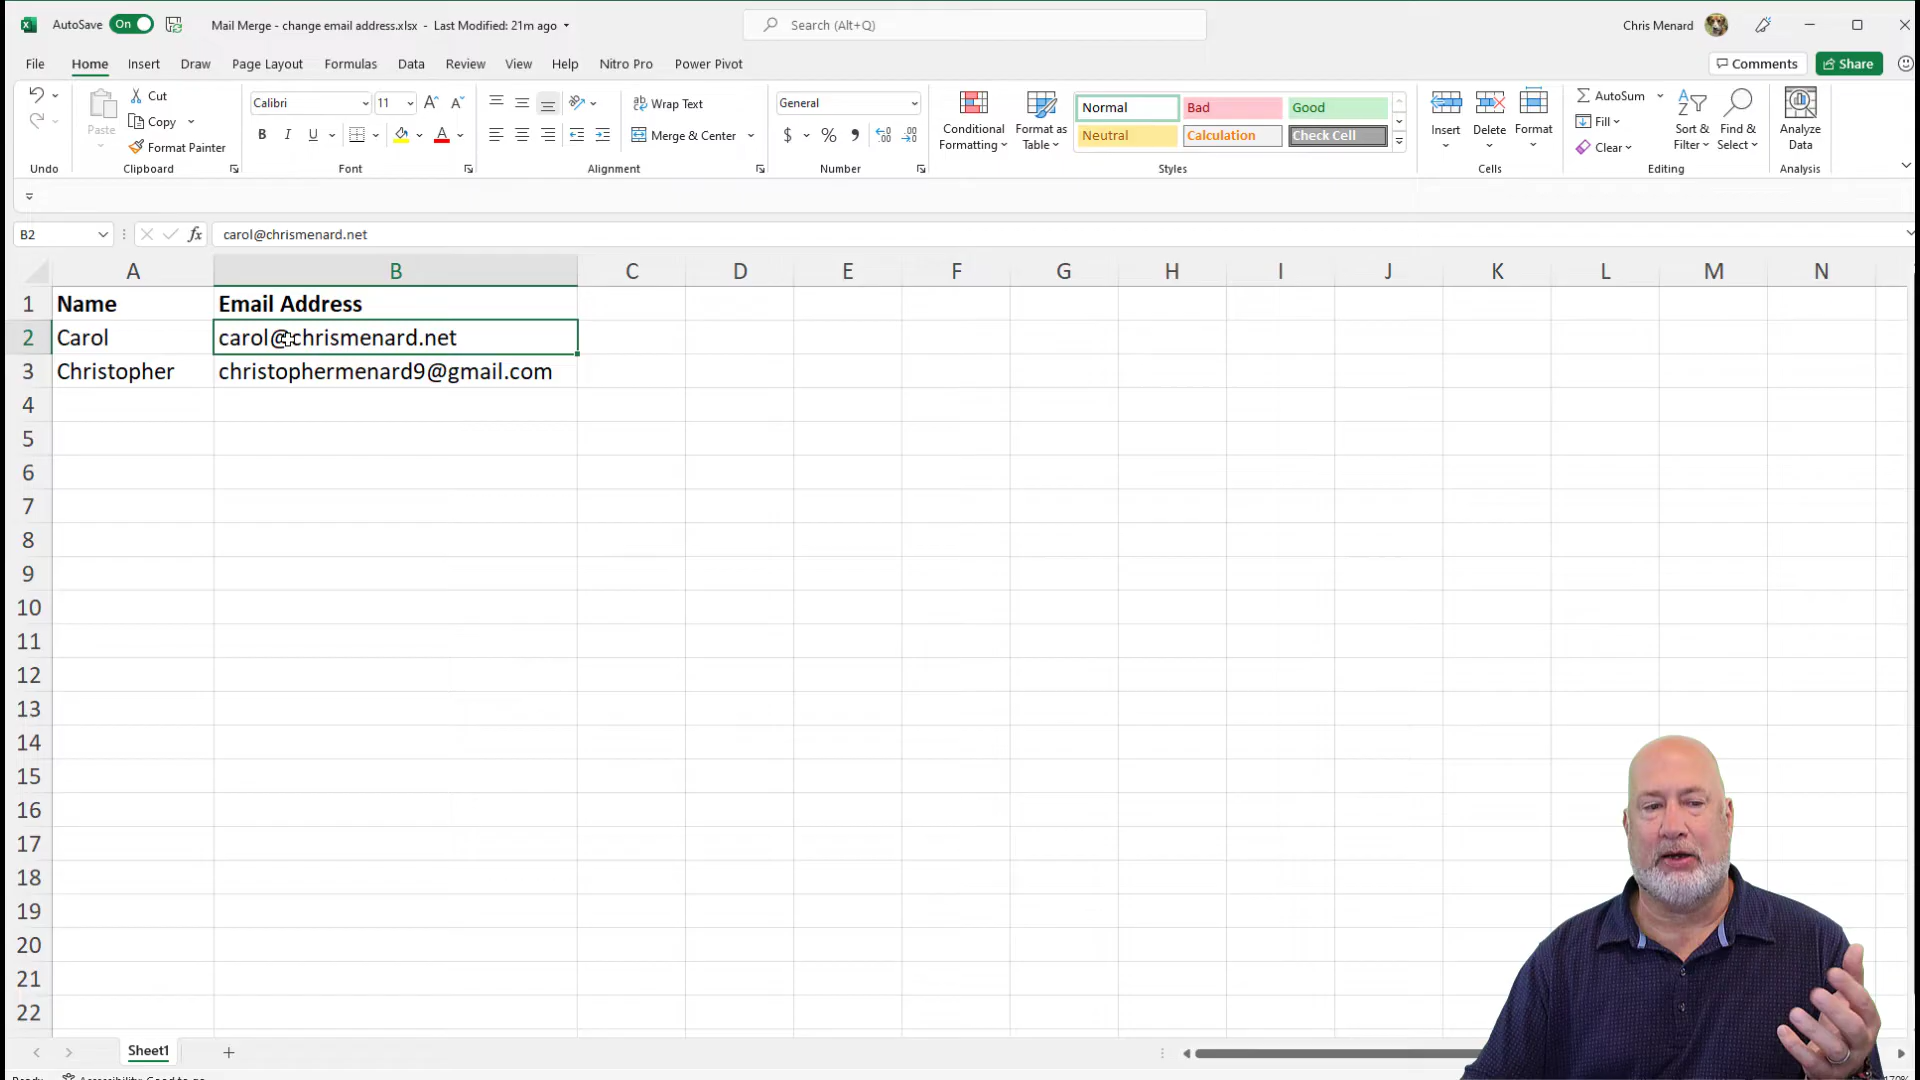 AutoSave On Mail Merge - change email address.xlsx - Last Modified: 21m ago Search (Alt+Q) Chris Menard
File Home Insert Draw Page Layout Formulas Data Review View Help Nitro Pro Power Pivot Comments Share
Paste Cut Calibri 11 Wrap Text General Conditional Formatting Format as Table Normal Bad Good Insert Delete Format AutoSum Sort & Filter Find & Select Analyze Data
Copy Fill
B I U Merge & Center $ % Neutral Calculation Check Cell
Format Painter Clear
Undo Clipboard Font Alignment Number Styles Cells Editing Analysis
B2 fx carol@chrismenard.net
A B C D E F G H I J K L M N
1 Name Email Address
2 Carol carol@chrismenard.net
3 Christopher christophermenard9@gmail.com
4
5
6
7
8
9
10
11
12
13
14
15
16
17
18
19
20
21
22
Sheet1